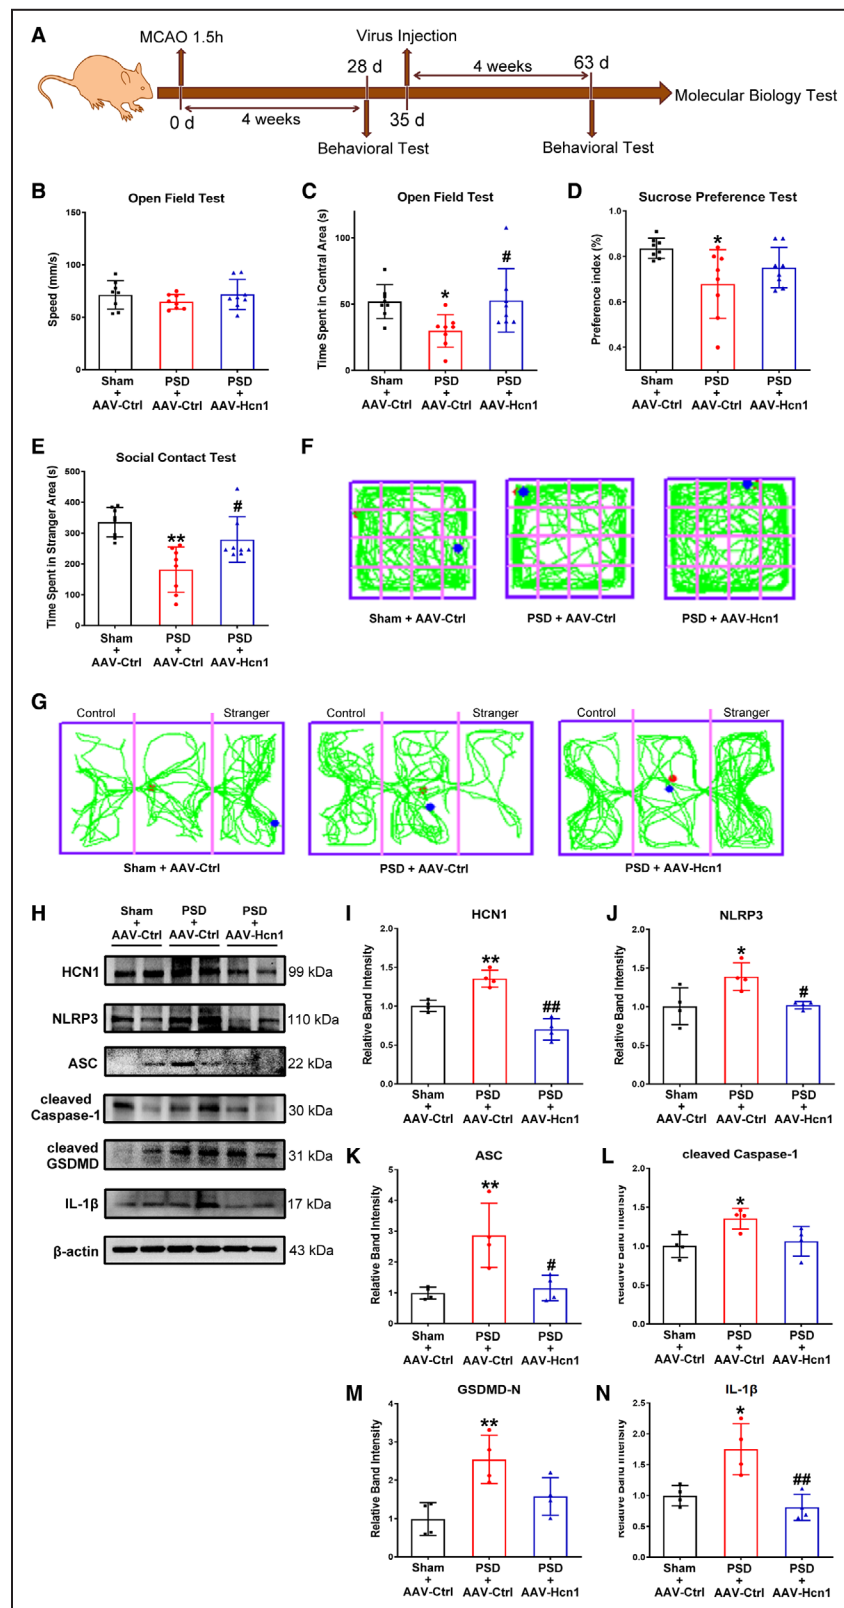 A
MCAO 1.5h
Virus Injection
28 d
4 weeks
63 d
Molecular Biology Test
0 d
4 weeks
35 d
Behavioral Test
Behavioral Test
B
Open Field Test
Speed (mm/s)
150
100
50
0
Sham + AAV-Ctrl
PSD + AAV-Ctrl
PSD + AAV-Hcn1
C
Open Field Test
Time Spent in Central Area (s)
100
50
0
*
#
Sham + AAV-Ctrl
PSD + AAV-Ctrl
PSD + AAV-Hcn1
D
Sucrose Preference Test
Preference index (%)
1.0
0.8
0.6
0.4
*
Sham + AAV-Ctrl
PSD + AAV-Ctrl
PSD + AAV-Hcn1
E
Social Contact Test
Time Spent in Stranger Area (s)
500
400
300
200
100
0
**
#
Sham + AAV-Ctrl
PSD + AAV-Ctrl
PSD + AAV-Hcn1
F
Sham + AAV-Ctrl
PSD + AAV-Ctrl
PSD + AAV-Hcn1
G
Control
Stranger
Control
Stranger
Control
Stranger
Sham + AAV-Ctrl
PSD + AAV-Ctrl
PSD + AAV-Hcn1
H
Sham + AAV-Ctrl
PSD + AAV-Ctrl
PSD + AAV-Hcn1
HCN1 99 kDa
NLRP3 110 kDa
ASC 22 kDa
cleaved Caspase-1 30 kDa
cleaved GSDMD 31 kDa
IL-1β 17 kDa
β-actin 43 kDa
I
HCN1
Relative Band Intensity
2.0
1.5
1.0
0.5
0.0
**
##
Sham + AAV-Ctrl
PSD + AAV-Ctrl
PSD + AAV-Hcn1
J
NLRP3
Relative Band Intensity
2.0
1.5
1.0
0.5
0.0
*
#
Sham + AAV-Ctrl
PSD + AAV-Ctrl
PSD + AAV-Hcn1
K
ASC
Relative Band Intensity
5
4
3
2
1
0
**
#
Sham + AAV-Ctrl
PSD + AAV-Ctrl
PSD + AAV-Hcn1
L
cleaved Caspase-1
Relative Band Intensity
2.0
1.5
1.0
0.5
0.0
*
Sham + AAV-Ctrl
PSD + AAV-Ctrl
PSD + AAV-Hcn1
M
GSDMD-N
Relative Band Intensity
4
3
2
1
0
**
Sham + AAV-Ctrl
PSD + AAV-Ctrl
PSD + AAV-Hcn1
N
IL-1β
Relative Band Intensity
2.5
2.0
1.5
1.0
0.5
0.0
*
##
Sham + AAV-Ctrl
PSD + AAV-Ctrl
PSD + AAV-Hcn1